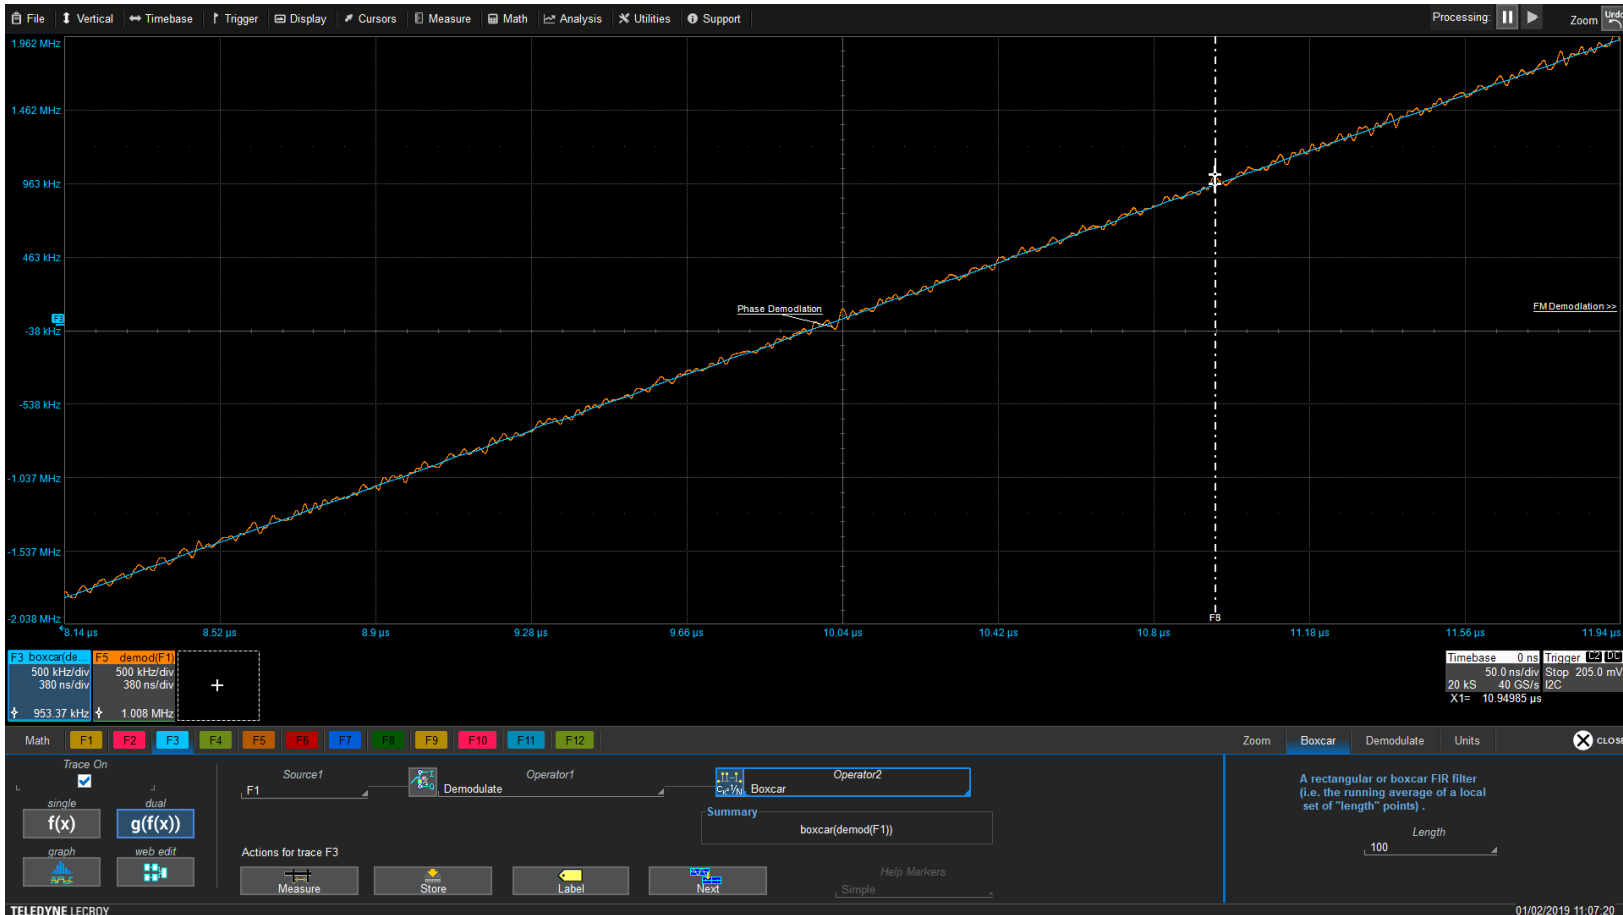 File Vertical Timebase Trigger Display Cursors Measure Math Analysis Utilities Support Processing: Zoom Undo
1.962 MHz
1.462 MHz
963 kHz
463 kHz
Phase Demodlation
FM Demodlation >>
F3
-38 kHz
-538 kHz
-1.037 MHz
-1.537 MHz
-2.038 MHz
8.14 µs 8.52 µs 8.9 µs 9.28 µs 9.66 µs 10.04 µs 10.42 µs 10.8 µs 11.18 µs 11.56 µs 11.94 µs
F3 boxcar(de...
500 kHz/div
380 ns/div
953.37 kHz
F5 demod(F1)
500 kHz/div
380 ns/div
1.008 MHz
+
Timebase 0 ns
50.0 ns/div
20 kS 40 GS/s
X1= 10.94985 µs
Trigger C2 DC
Stop 205.0 mV
I2C
Math F1 F2 F3 F4 F5 F6 F7 F8 F9 F10 F11 F12 Zoom Boxcar Demodulate Units CLOSE
Trace On
single
f(x)
dual
g(f(x))
graph
web edit
Source1
F1
Operator1
Demodulate
Operator2
Boxcar
Summary
boxcar(demod(F1))
Actions for trace F3
Measure
Store
Label
Next
Help Markers
Simple
A rectangular or boxcar FIR filter
(i.e. the running average of a local
set of "length" points) .
Length
100
TELEDYNE LECROY
01/02/2019 11:07:20